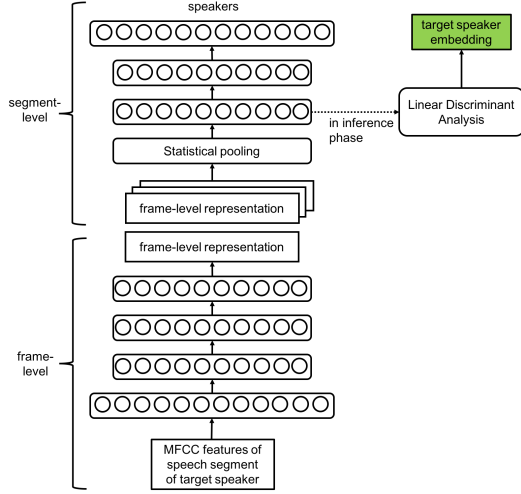 speakers
target speaker
embedding
segment-
level
Linear Discriminant
Analysis
in inference
phase
Statistical pooling
frame-level representation
frame-level representation
frame-
level
MFCC features of
speech segment
of target speaker